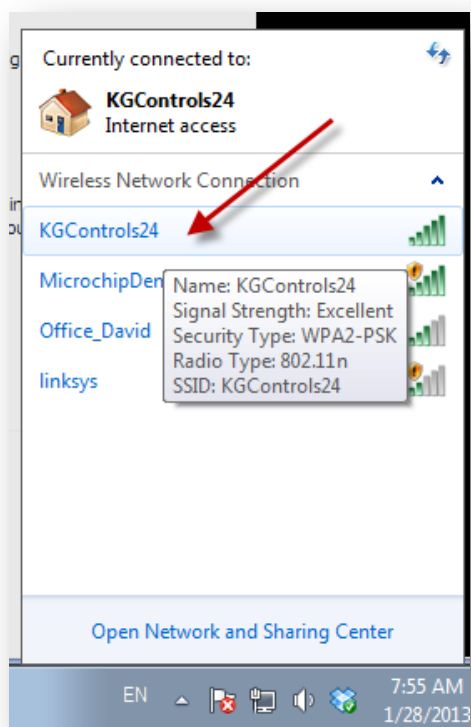 Currently connected to:
KGControls24
Internet access
Wireless Network Connection
KGControls24
MicrochipDem
Name: KGControls24
Signal Strength: Excellent
Security Type: WPA2-PSK
Radio Type: 802.11n
SSID: KGControls24
Office_David
linksys
Open Network and Sharing Center
EN
7:55 AM
1/28/2013